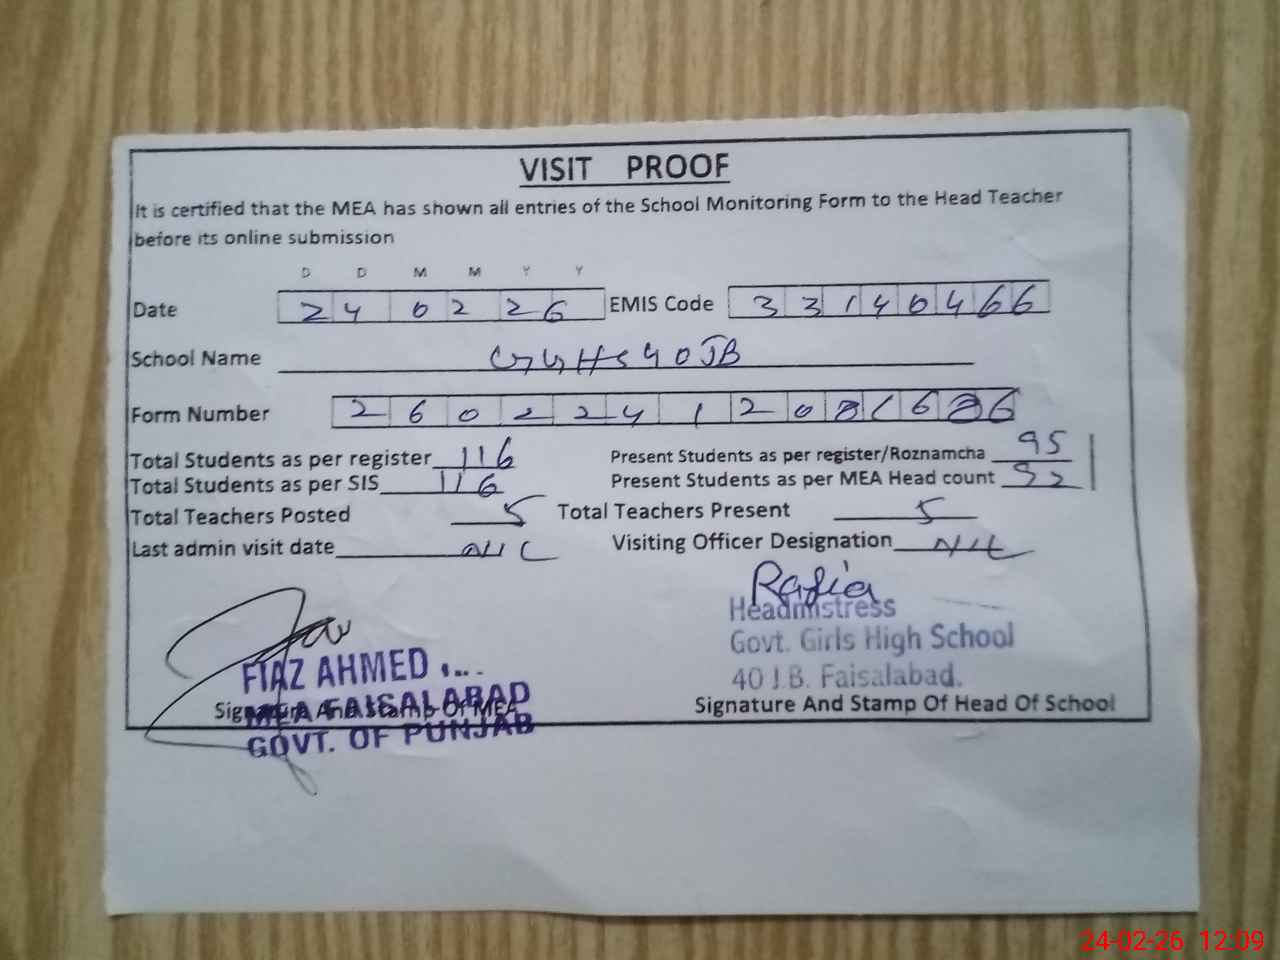 VISIT PROOF
It is certified that the MEA has shown all entries of the School Monitoring Form to the Head Teacher
before its online submission
D D M M Y Y
Date 24 02 26 EMIS Code 33140466
School Name GGHS 40 JB
Form Number
Total Students as per register 116 Present Students as per register/Roznamcha 95
Total Students as per SIS 116 Present Students as per MEA Head count 92
Total Teachers Posted 5 Total Teachers Present 5
Last admin visit date NIL Visiting Officer Designation NIL
Rafia
Headmistress
Govt. Girls High School
40 J.B. Faisalabad.
FIAZ AHMED
MEA FAISALABAD
GOVT. OF PUNJAB
Signature And Stamp Of MEA Signature And Stamp Of Head Of School
24-02-26 12:09